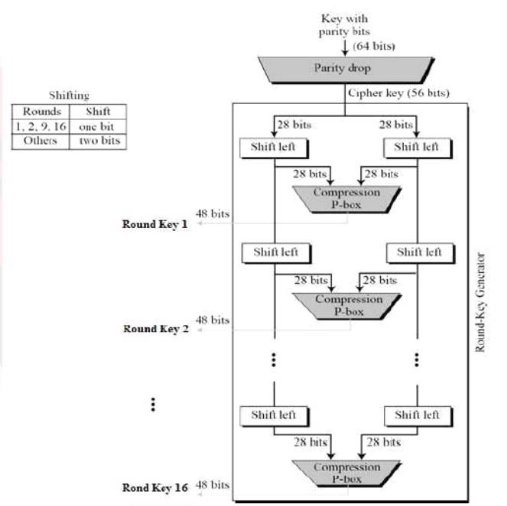 Key with
parity bits
(64 bits)
Parity drop
Cipher key (56 bits)
Shifting
Rounds Shift
1, 2, 9, 16 one bit
Others two bits
28 bits 28 bits
Shift left Shift left
28 bits 28 bits
Compression
P-box
48 bits
Round Key 1
Shift left Shift left
28 bits 28 bits
Compression
P-box
48 bits
Round Key 2
Round-Key Generator
Shift left Shift left
28 bits 28 bits
Compression
P-box
48 bits
Rond Key 16